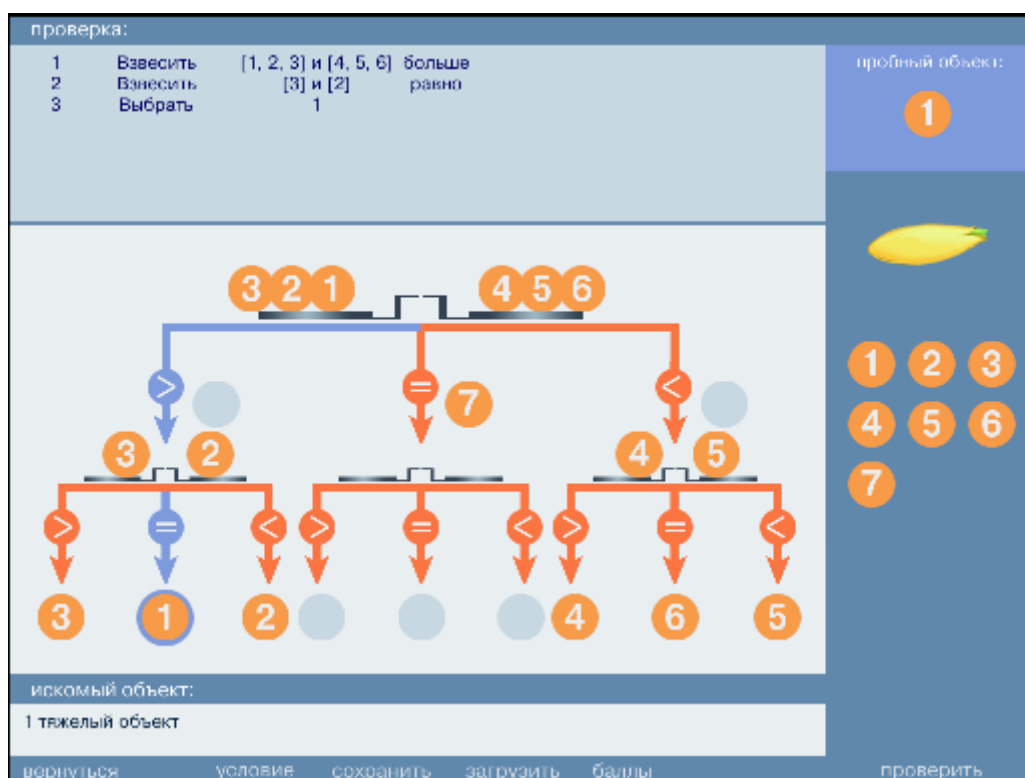 проверка:
1 Взвесить [1, 2, 3] и [4, 5, 6] больше
2 Взвесить [3] и [2] равно
3 Выбрать 1
пробный объект:
1
3 2 1 4 5 6
> = < 7
3 2 4 5
> = < > = < > = <
3 1 2 4 6 5
1 2 3
4 5 6
7
искомый объект:
1 тяжелый объект
вернуться условие сохранить загрузить баллы проверить